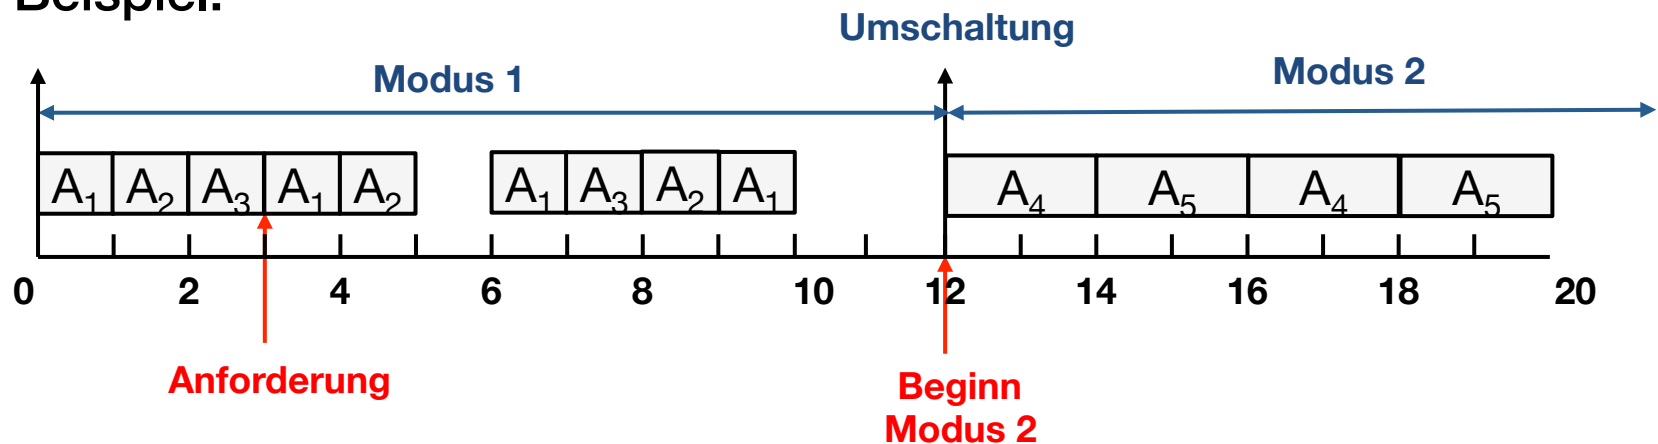 Beispiel:
Umschaltung
Modus 1
Modus 2
A₁ A₂ A₃ A₁ A₂ A₁ A₃ A₂ A₁ A₄ A₅ A₄ A₅
0 2 4 6 8 10 12 14 16 18 20
Anforderung
Beginn
Modus 2